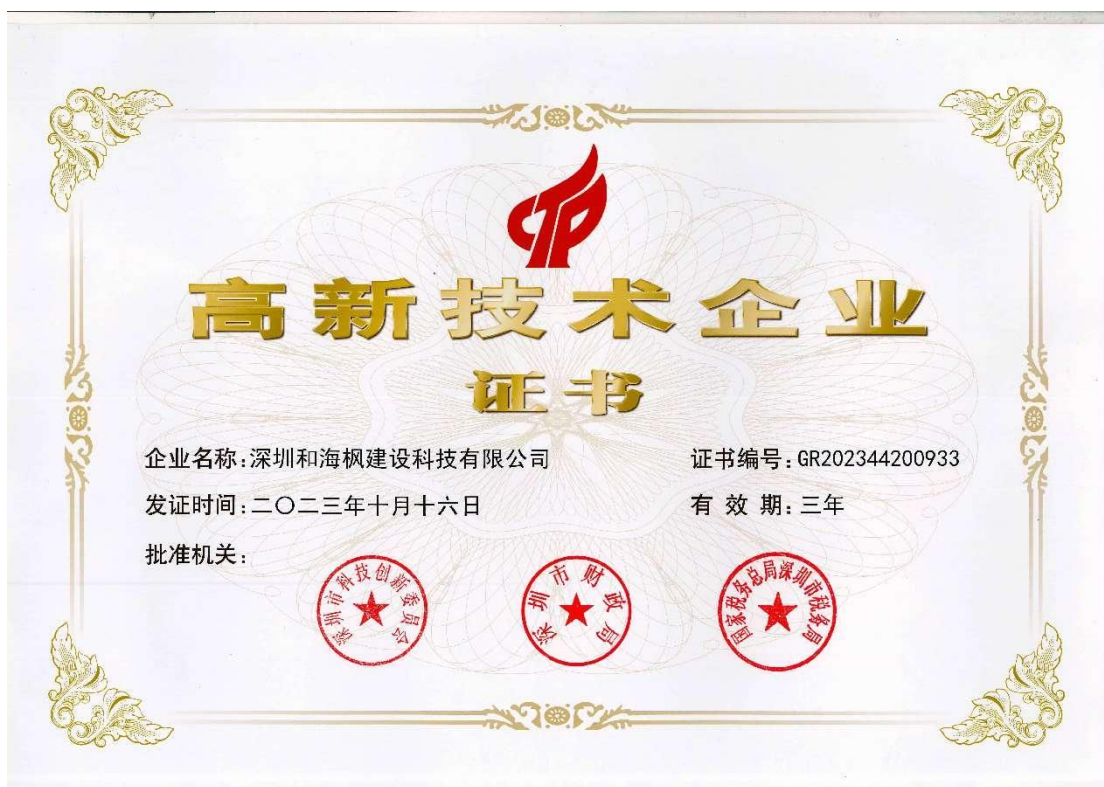 高新技术企业
证书
企业名称:深圳和海枫建设科技有限公司
证书编号:GR202344200933
发证时间:二〇二三年十月十六日
有 效 期:三年
批准机关:
深圳市科技创新委员会
深圳市财政局
国家税务总局深圳市税务局